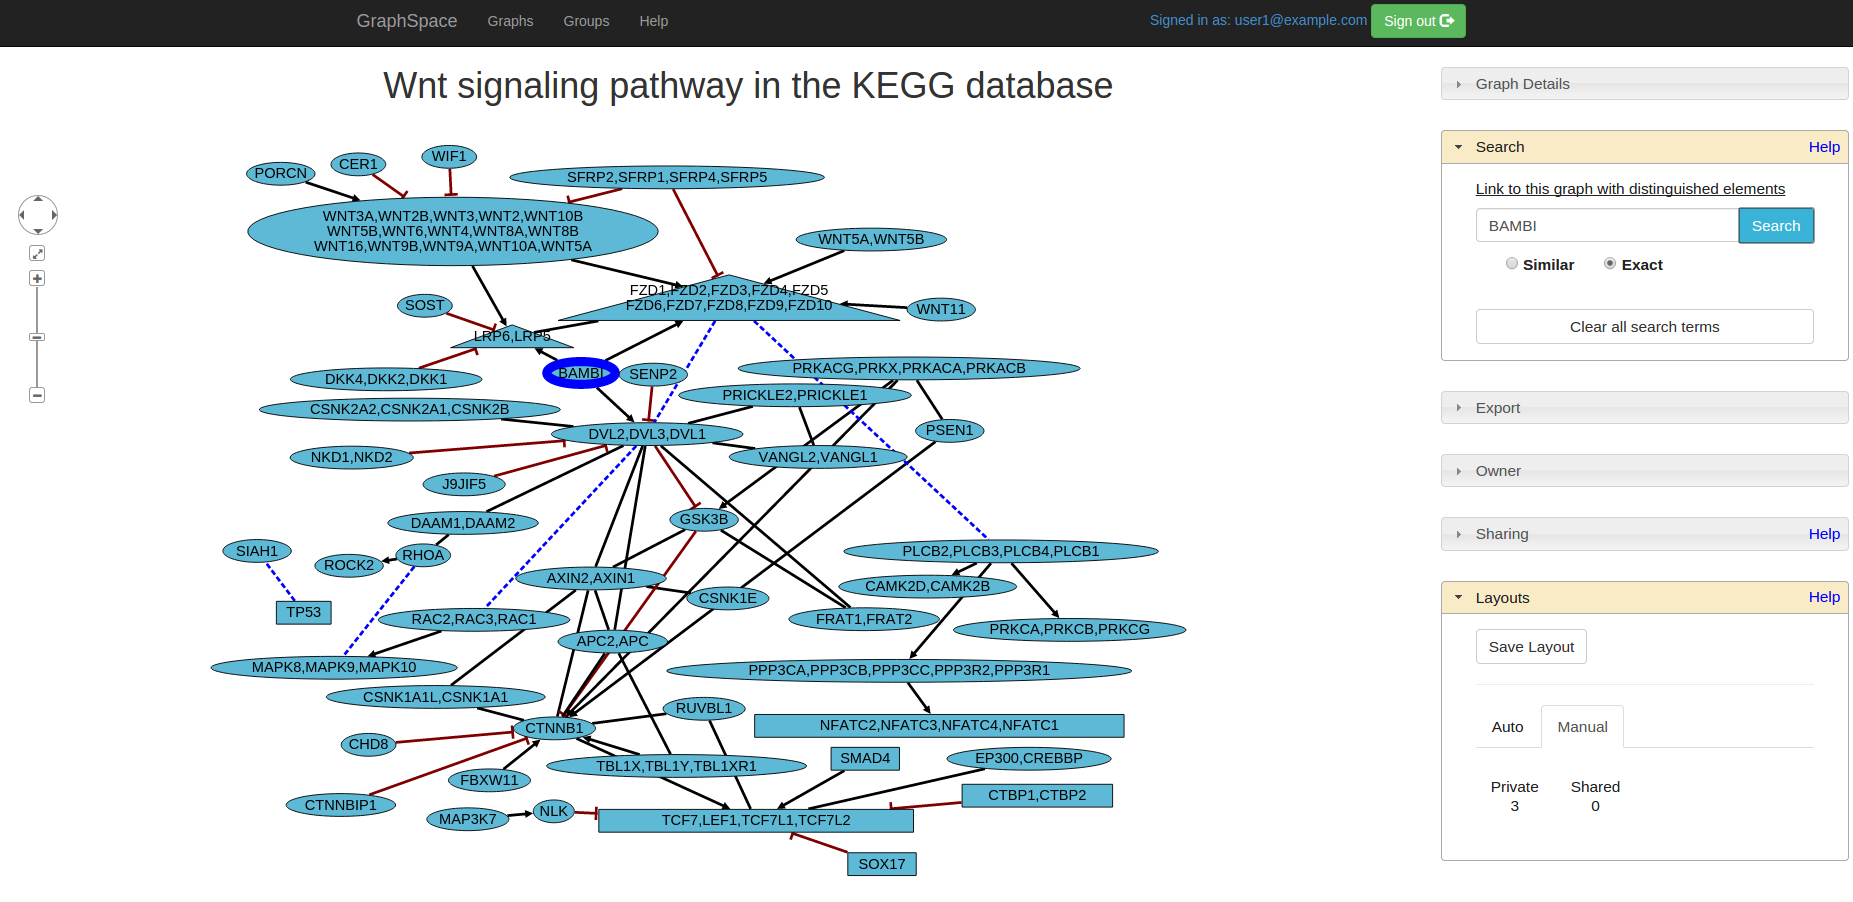 GraphSpace Graphs Groups Help Signed in as: user1@example.com Sign out
Wnt signaling pathway in the KEGG database
PORCN
CER1
WIF1
SFRP2,SFRP1,SFRP4,SFRP5
WNT3A,WNT2B,WNT3,WNT2,WNT10B
WNT5B,WNT6,WNT4,WNT8A,WNT8B
WNT16,WNT9B,WNT9A,WNT10A,WNT5A
WNT5A,WNT5B
FZD1,FZD2,FZD3,FZD4,FZD5
FZD6,FZD7,FZD8,FZD9,FZD10
SOST
WNT11
LRP6,LRP5
BAMBI
SENP2
PRKACG,PRKX,PRKACA,PRKACB
DKK4,DKK2,DKK1
PRICKLE2,PRICKLE1
CSNK2A2,CSNK2A1,CSNK2B
DVL2,DVL3,DVL1
PSEN1
NKD1,NKD2
VANGL2,VANGL1
J9JIF5
DAAM1,DAAM2
GSK3B
SIAH1
ROCK2
RHOA
PLCB2,PLCB3,PLCB4,PLCB1
AXIN2,AXIN1
CAMK2D,CAMK2B
CSNK1E
TP53
RAC2,RAC3,RAC1
FRAT1,FRAT2
PRKCA,PRKCB,PRKCG
APC2,APC
MAPK8,MAPK9,MAPK10
PPP3CA,PPP3CB,PPP3CC,PPP3R2,PPP3R1
CSNK1A1L,CSNK1A1
RUVBL1
CTNNB1
NFATC2,NFATC3,NFATC4,NFATC1
CHD8
SMAD4
EP300,CREBBP
TBL1X,TBL1Y,TBL1XR1
FBXW11
CTBP1,CTBP2
CTNNBIP1
MAP3K7
NLK
TCF7,LEF1,TCF7L1,TCF7L2
SOX17
Graph Details
Search Help
Link to this graph with distinguished elements
BAMBI Search
Similar Exact
Clear all search terms
Export
Owner
Sharing Help
Layouts Help
Save Layout
Auto Manual
Private Shared
3 0